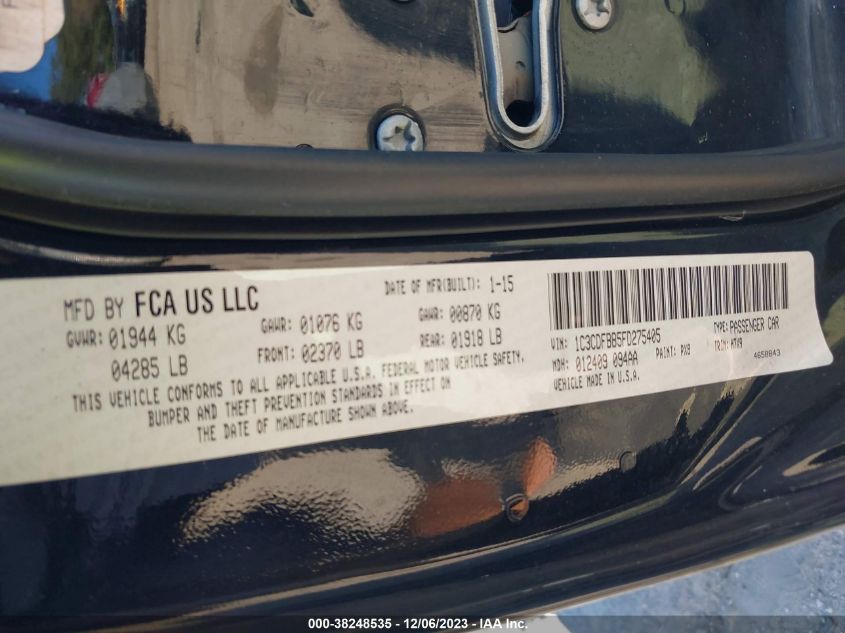 MFD BY FCA US LLC
DATE OF MFR(BUILT): 1-15
GVWR: 01944 KG
GAWR: 01076 KG
GAWR: 00870 KG
04285 LB
FRONT: 02370 LB
REAR: 01918 LB
THIS VEHICLE CONFORMS TO ALL APPLICABLE U.S.A. FEDERAL MOTOR VEHICLE SAFETY,
BUMPER AND THEFT PREVENTION STANDARDS IN EFFECT ON
THE DATE OF MANUFACTURE SHOWN ABOVE.
VIN: 1C3CDFBB5FD275405
TYPE: PASSENGER CAR
MDH: 012409 094AA
PAINT: PX8
TRIM: M7X9
VEHICLE MADE IN U.S.A.
4658843
000-38248535 - 12/06/2023 - IAA Inc.